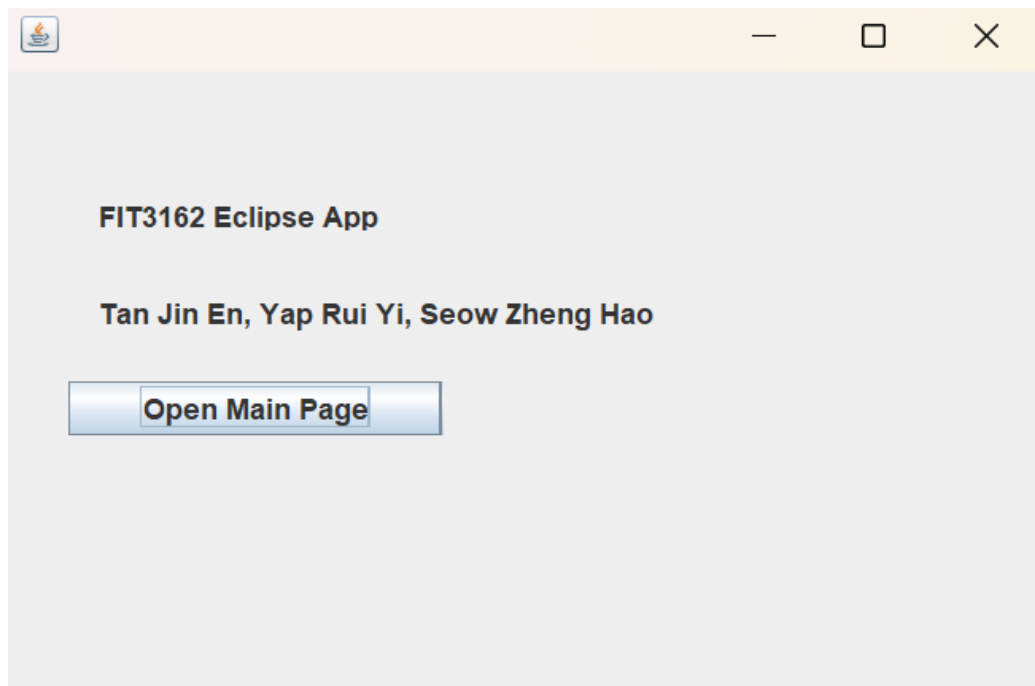 FIT3162 Eclipse App
Tan Jin En, Yap Rui Yi, Seow Zheng Hao
Open Main Page